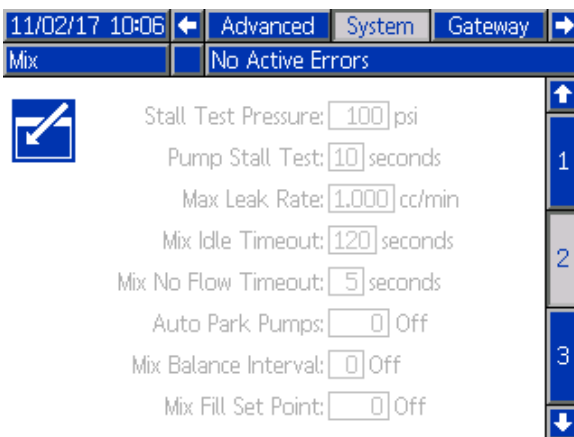 11/02/17 10:06 Advanced System Gateway
Mix No Active Errors
Stall Test Pressure: 100 psi
1
Pump Stall Test: 10 seconds
Max Leak Rate: 1.000 cc/min
Mix Idle Timeout: 120 seconds
2
Mix No Flow Timeout: 5 seconds
Auto Park Pumps: 0 Off
3
Mix Balance Interval: 0 Off
Mix Fill Set Point: 0 Off